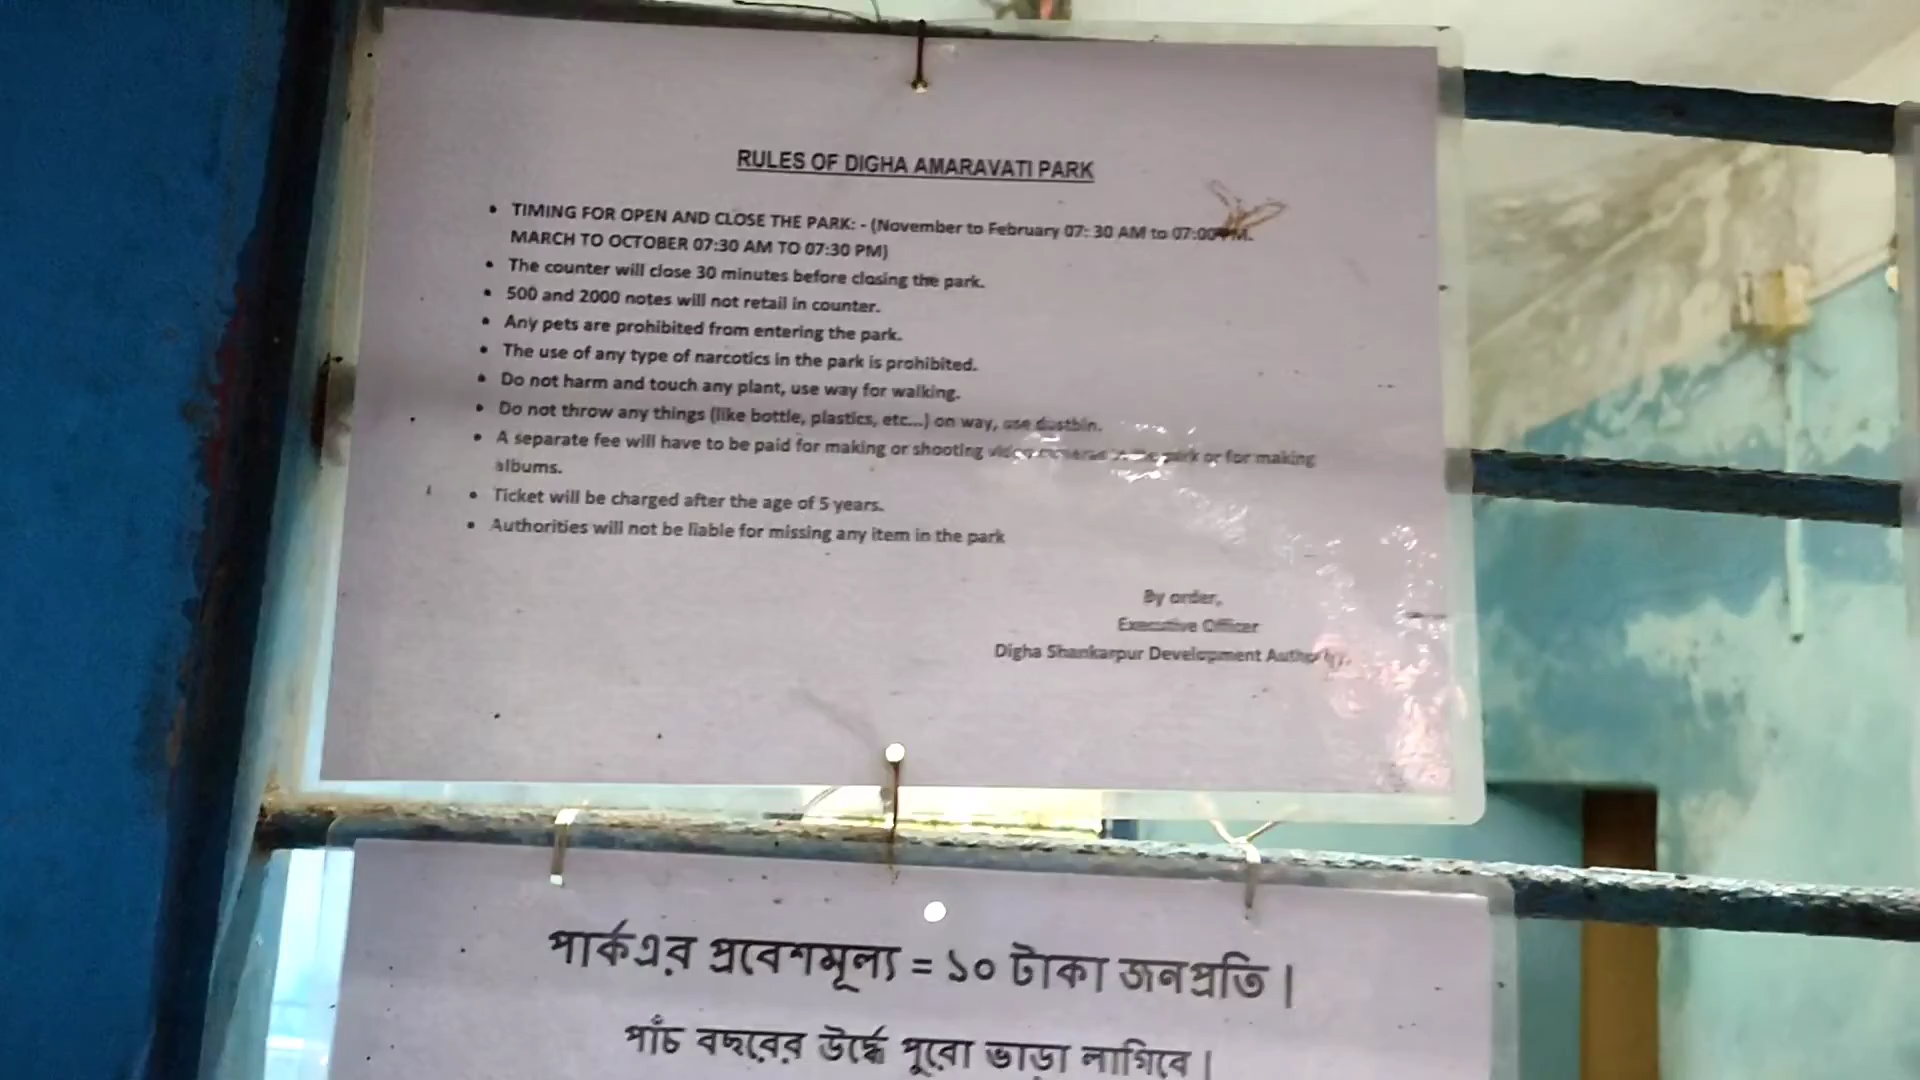 RULES OF DIGHA AMARAVATI PARK
• TIMING FOR OPEN AND CLOSE THE PARK: - (November to February 07: 30 AM to 07:00 PM.
MARCH TO OCTOBER 07:30 AM TO 07:30 PM)
• The counter will close 30 minutes before closing the park.
• 500 and 2000 notes will not retail in counter.
• Any pets are prohibited from entering the park.
• The use of any type of narcotics in the park is prohibited.
• Do not harm and touch any plant, use way for walking.
• Do not throw any things (like bottle, plastics, etc...) on way, use dustbin.
• A separate fee will have to be paid for making or shooting video park or for making
albums.
• Ticket will be charged after the age of 5 years.
• Authorities will not be liable for missing any item in the park
By order,
Executive Officer
Digha Shankarpur Development Authority.
পার্কএর প্রবেশমূল্য = ১০ টাকা জনপ্রতি |
পাঁচ বছরের উর্দ্ধে পুরো ভাড়া লাগিবে |